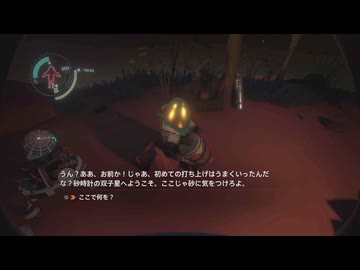 うん？ああ、お前か！じゃあ、初めての打ち上げはうまくいったんだ
な？砂時計の双子星へようこそ。ここじゃ砂に気をつけろよ。
ここで何を？